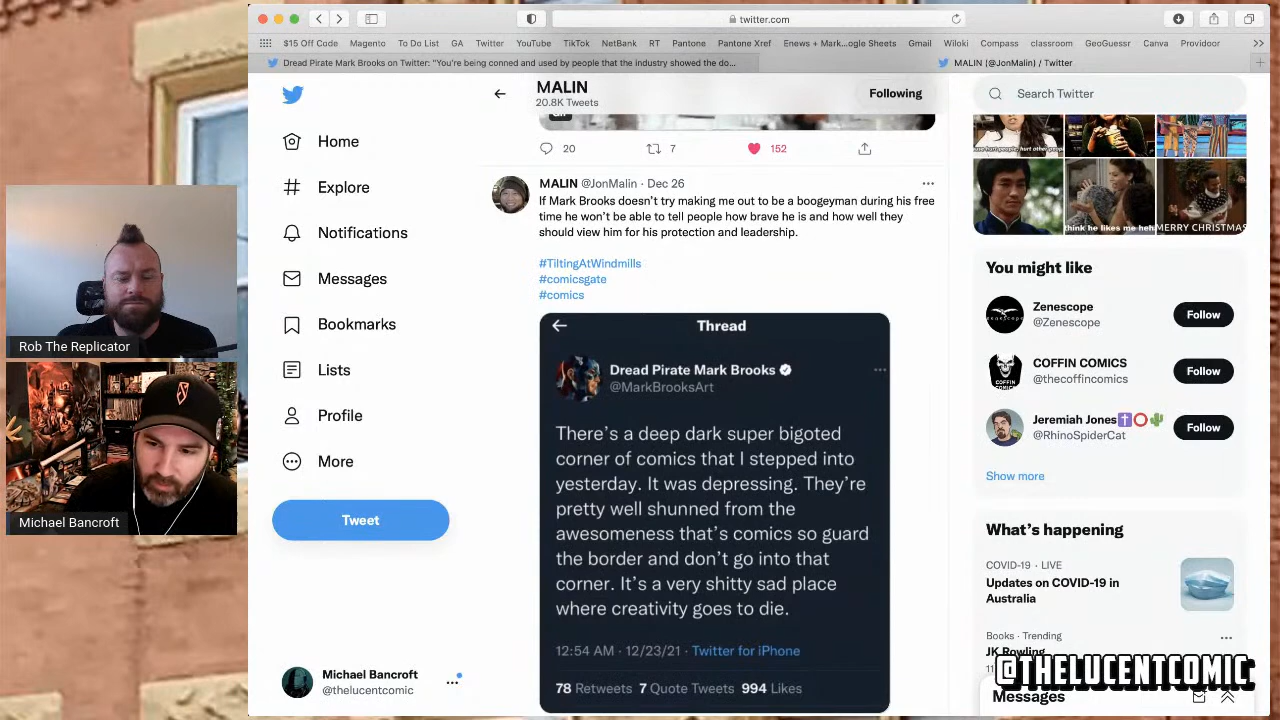 twitter.com
$15 Off Code Magento To Do List GA Twitter YouTube TikTok NetBank RT Pantone Pantone Xref Enews + Mark...ogle Sheets Gmail Wiloki Compass classroom GeoGuessr Canva Providoor
Dread Pirate Mark Brooks on Twitter: "You're being conned and used by people that the industry showed the do...
MALIN (@JonMalin) / Twitter
MALIN
20.8K Tweets
Following
Search Twitter
Home
Explore
Notifications
Messages
Bookmarks
Lists
Profile
More
Tweet
Michael Bancroft
@thelucentcomic
20 7 152
MALIN @JonMalin · Dec 26
If Mark Brooks doesn't try making me out to be a boogeyman during his free
time he won't be able to tell people how brave he is and how well they
should view him for his protection and leadership.
#TiltingAtWindmills
#comicsgate
#comics
Thread
Dread Pirate Mark Brooks
@MarkBrooksArt
There's a deep dark super bigoted
corner of comics that I stepped into
yesterday. It was depressing. They're
pretty well shunned from the
awesomeness that's comics so guard
the border and don't go into that
corner. It's a very shitty sad place
where creativity goes to die.
12:54 AM · 12/23/21 · Twitter for iPhone
78 Retweets 7 Quote Tweets 994 Likes
think he likes me heh
MERRY CHRISTMAS
You might like
Zenescope
@Zenescope
Follow
COFFIN COMICS
@thecoffincomics
Follow
Jeremiah Jones
@RhinoSpiderCat
Follow
Show more
What's happening
COVID-19 · LIVE
Updates on COVID-19 in
Australia
Books · Trending
JK Rowling
@THELUCENTCOMIC
Messages
Rob The Replicator
Michael Bancroft